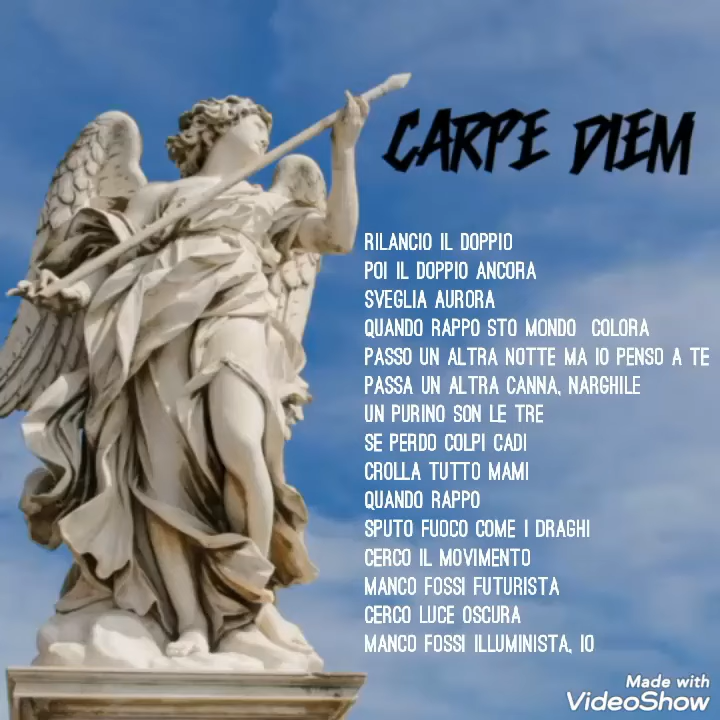 CARPE DIEM
RILANCIO IL DOPPIO
POI IL DOPPIO ANCORA
SVEGLIA AURORA
QUANDO RAPPO STO MONDO COLORA
PASSO UN ALTRA NOTTE MA IO PENSO A TE
PASSA UN ALTRA CANNA, NARGHILE
UN PURINO SON LE TRE
SE PERDO COLPI CADI
CROLLA TUTTO MAMI
QUANDO RAPPO
SPUTO FUOCO COME I DRAGHI
CERCO IL MOVIMENTO
MANCO FOSSI FUTURISTA
CERCO LUCE OSCURA
MANCO FOSSI ILLUMINISTA, IO
Made with
VideoShow